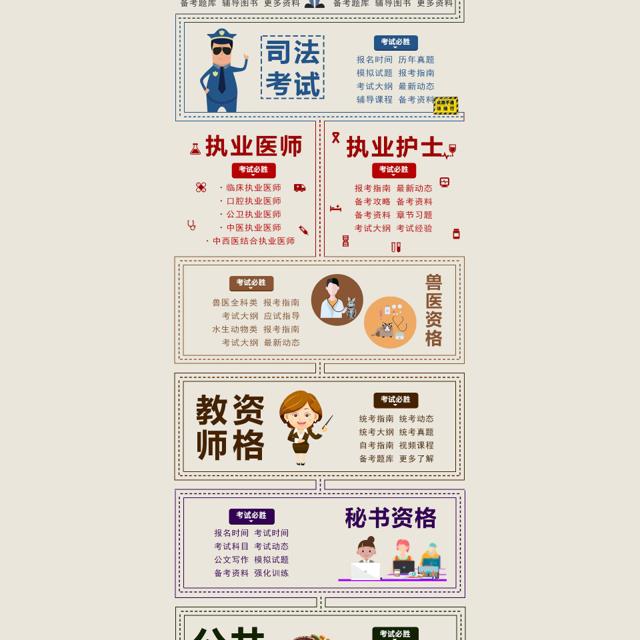 备考题库 辅导图书 更多资料 备考题库 辅导图书 更多资料
司法
考试
考试必胜
报名时间 历年真题
模拟试题 报考指南
考试大纲 最新动态
辅导课程 备考资料
执业医师
考试必胜
·临床执业医师
·口腔执业医师
·公卫执业医师
·中医执业医师
·中西医结合执业医师
执业护士
考试必胜
报考指南 最新动态
备考攻略 备考资料
备考资料 章节习题
考试大纲 考试经验
考试必胜
兽医全科类 报考指南
考试大纲 应试指导
水生动物类 报考指南
考试大纲 最新动态
兽医资格
教资
师格
考试必胜
统考指南 统考动态
统考大纲 统考真题
自考指南 视频课程
备考题库 更多了解
考试必胜
报名时间 考试时间
考试科目 考试动态
公文写作 模拟试题
备考资料 强化训练
秘书资格
公共
考试必胜